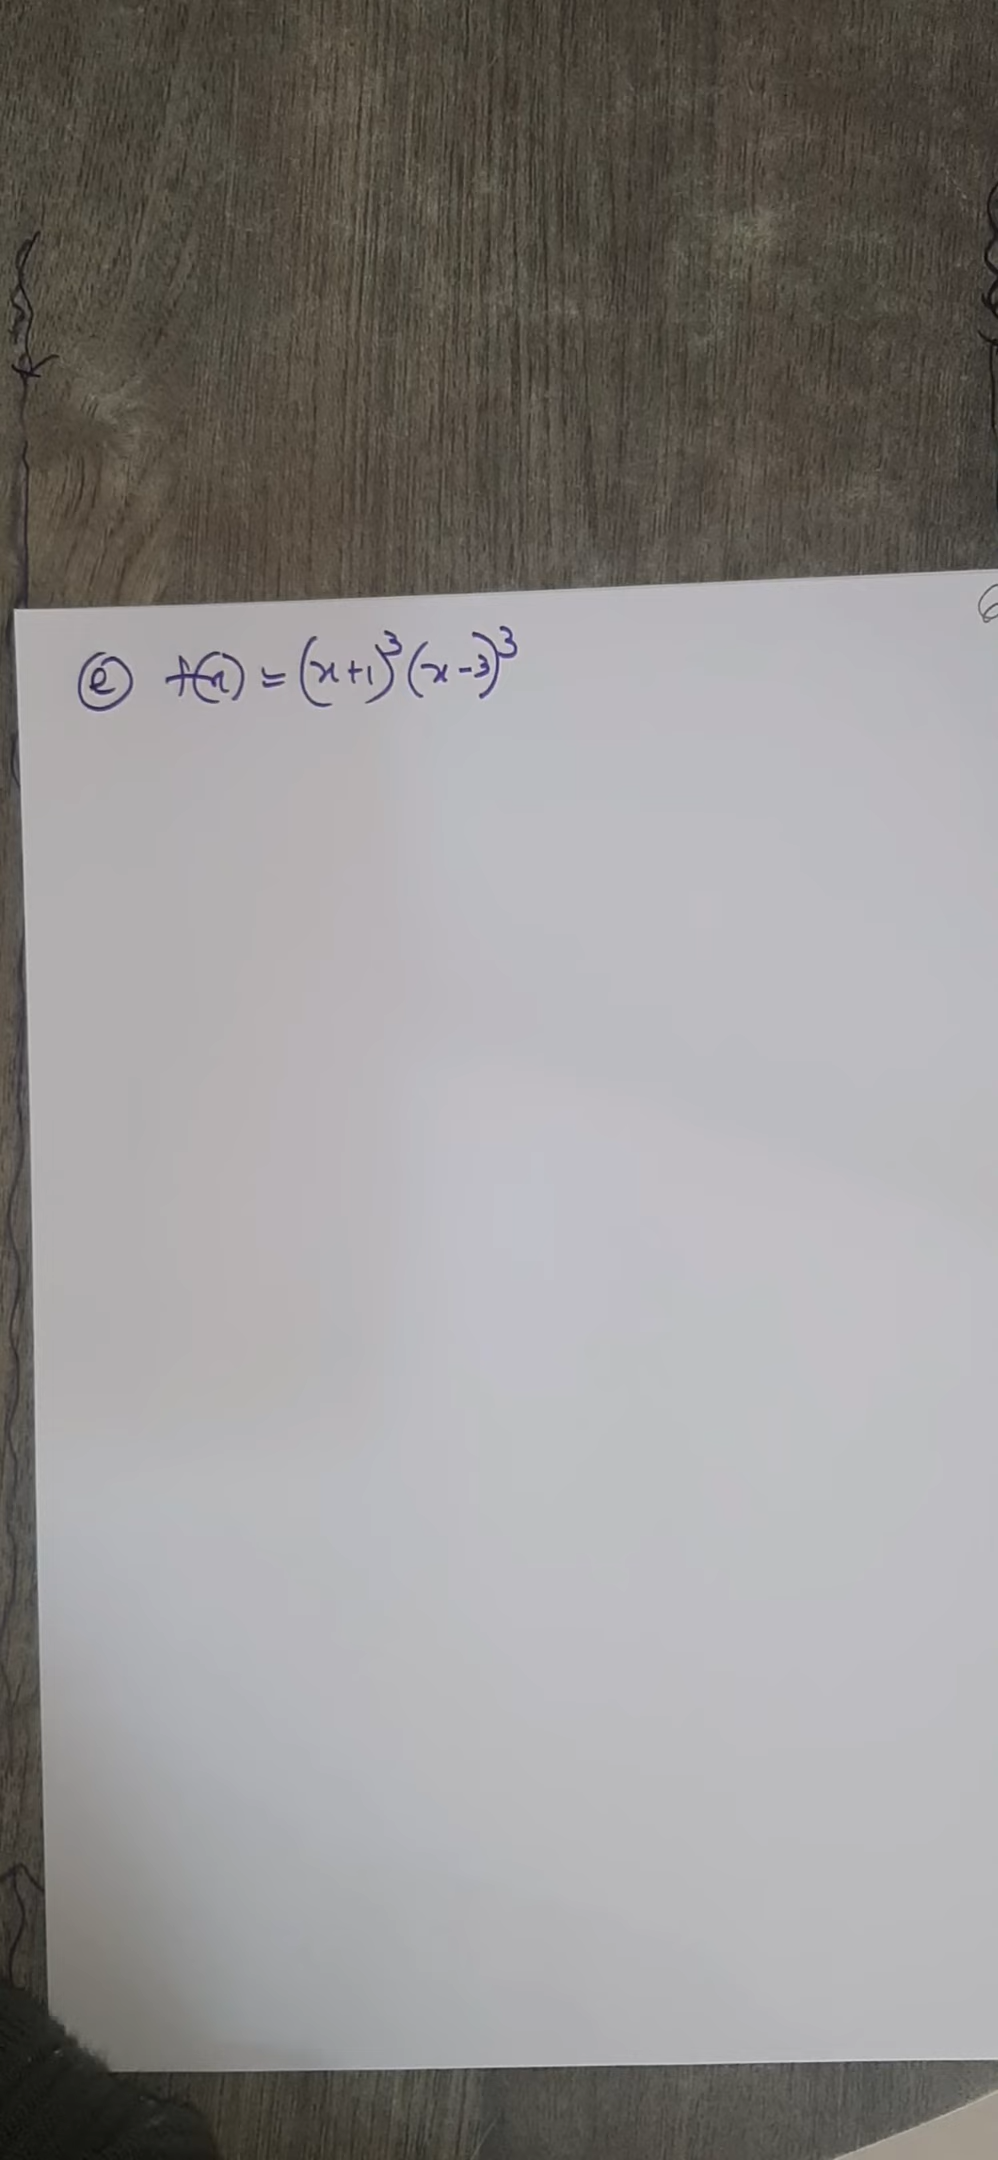 ⓔ f(x) = (x+1)³(x-3)³